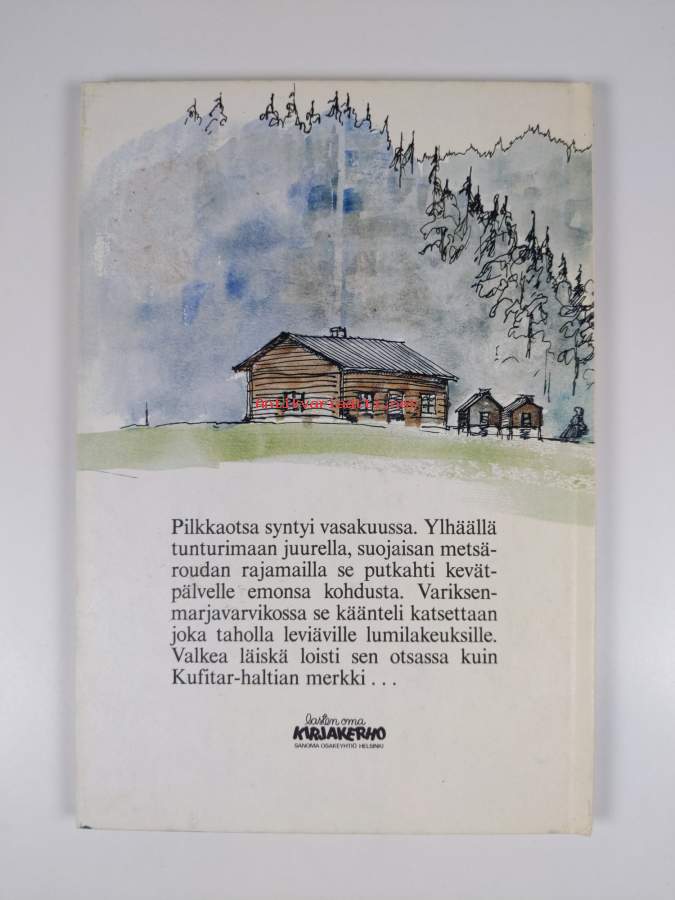 antikvariaatti.com
Pilkkaotsa syntyi vasakuussa. Ylhäällä
tunturimaan juurella, suojaisan metsä-
roudan rajamailla se putkahti kevät-
pälvelle emonsa kohdusta. Variksen-
marjavarvikossa se käänteli katsettaan
joka taholla leviäville lumilakeuksille.
Valkea läiskä loisti sen otsassa kuin
Kufitar-haltian merkki . . .
lasten oma
KIRJAKERHO
SANOMA OSAKEYHTIÖ HELSINKI